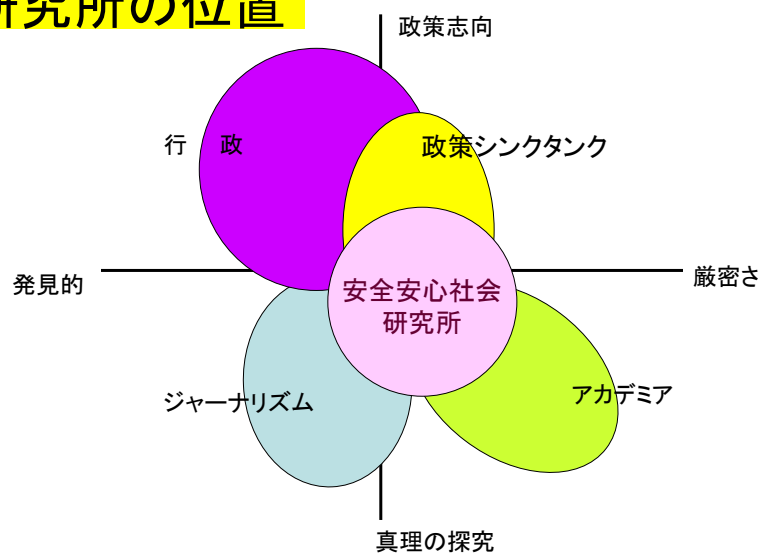 研究所の位置
政策志向
行 政
政策シンクタンク
発見的
厳密さ
安全安心社会
研究所
ジャーナリズム
アカデミア
真理の探究